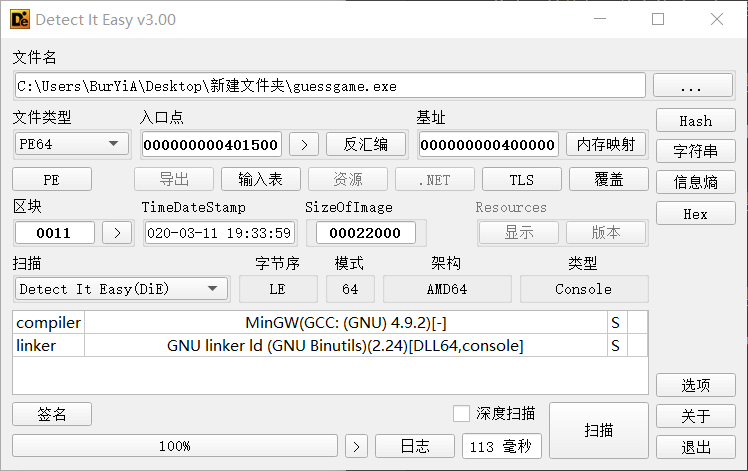 Detect It Easy v3.00
文件名
C:\Users\BurYiA\Desktop\新建文件夹\guessgame.exe
...
文件类型 入口点 基址
PE64 0000000000401500 > 反汇编 0000000000400000 内存映射
Hash
PE 导出 输入表 资源 .NET TLS 覆盖
字符串
信息熵
区块 TimeDateStamp SizeOfImage Resources
0011 > 020-03-11 19:33:59 00022000 显示 版本
Hex
扫描 字节序 模式 架构 类型
Detect It Easy(DiE) LE 64 AMD64 Console
compiler MinGW(GCC: (GNU) 4.9.2)[-] S
linker GNU linker ld (GNU Binutils)(2.24)[DLL64,console] S
选项
签名 深度扫描 扫描
关于
100% > 日志 113 毫秒
退出